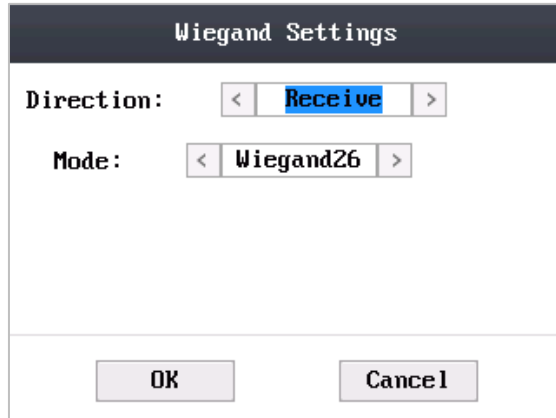 Wiegand Settings
Direction: < Receive >
Mode: < Wiegand26 >
OK Cancel